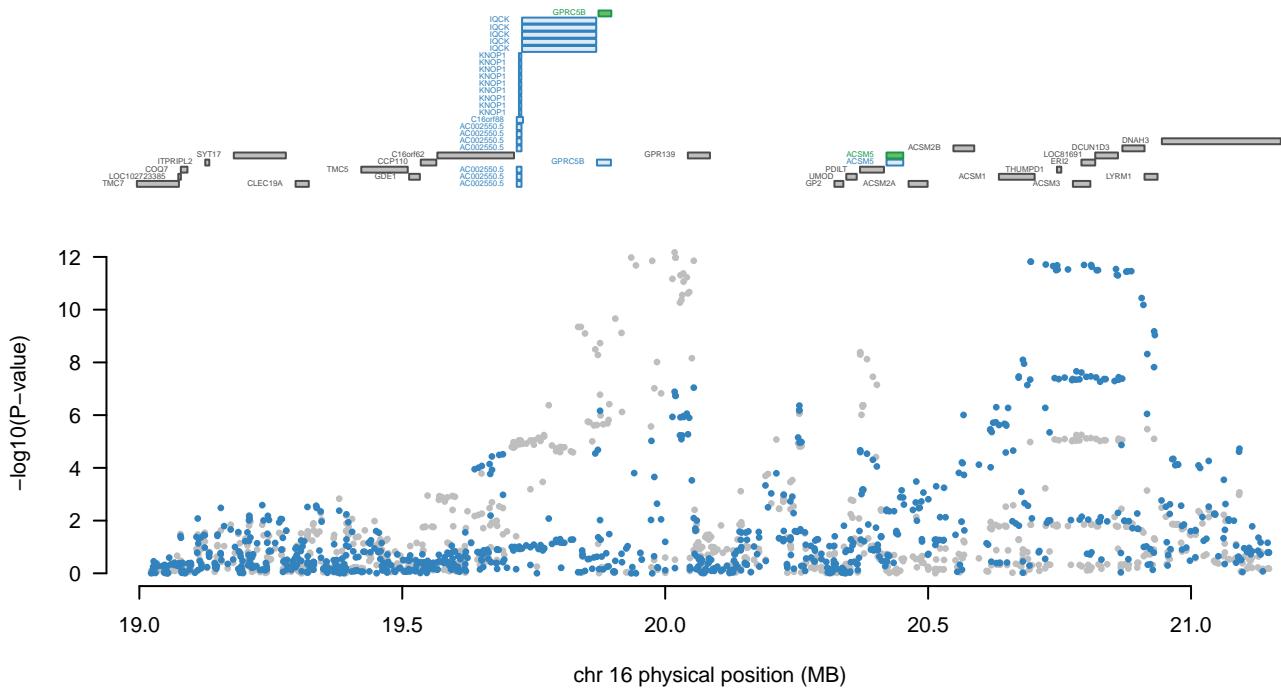 GPRC5B
IQCK
IQCK
IQCK
IQCK
KNOP1
KNOP1
KNOP1
KNOP1
KNOP1
KNOP1
KNOP1
KNOP1
KNOP1
C16orf88
AC002550.5
AC002550.5
AC002550.5
AC002550.5 ACSM2B DNAH3
SYT17 C16orf62 GPR139 ACSM5 LOC81691 DCUN1D3
ITPRIPL2 CCP110 GPRC5B ACSM5 ERI2
COQ7 TMC5 AC002550.5 PDILT THUMPD1
LOC102723385 GDE1 AC002550.5 UMOD ACSM1 LYRM1
TMC7 CLEC19A AC002550.5 GP2 ACSM2A ACSM3
12
10
8
6
4
2
0
−log10(P−value)
19.0 19.5 20.0 20.5 21.0
chr 16 physical position (MB)